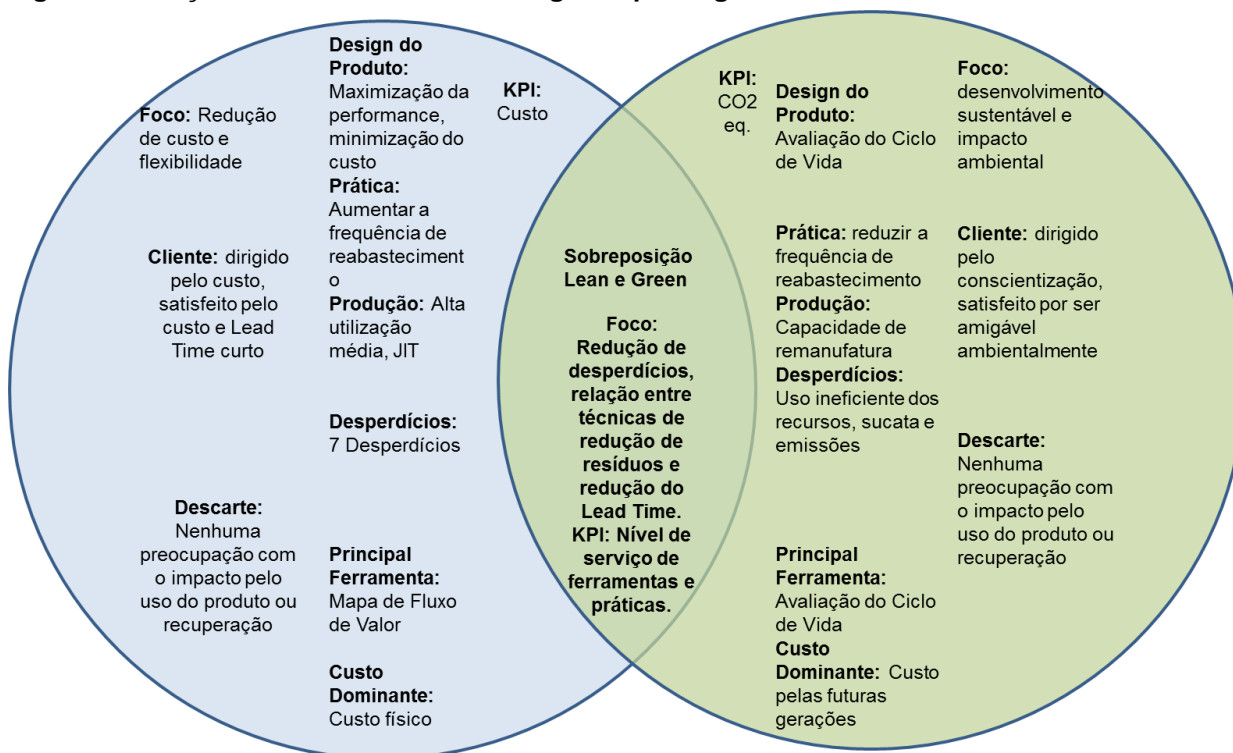 Foco: Redução
de custo e
flexibilidade
Cliente: dirigido
pelo custo,
satisfeito pelo
custo e Lead
Time curto
Descarte:
Nenhuma
preocupação com
o impacto pelo
uso do produto ou
recuperação
Design do
Produto:
Maximização da
performance,
minimização do
custo
Prática:
Aumentar a
frequência de
reabasteciment
o
Produção: Alta
utilização
média, JIT
Desperdícios:
7 Desperdícios
Principal
Ferramenta:
Mapa de Fluxo
de Valor
Custo
Dominante:
Custo físico
KPI:
Custo
Sobreposição
Lean e Green
Foco:
Redução de
desperdícios,
relação entre
técnicas de
redução de
resíduos e
redução do
Lead Time.
KPI: Nível de
serviço de
ferramentas e
práticas.
KPI:
CO2
eq.
Design do
Produto:
Avaliação do Ciclo
de Vida
Prática: reduzir a
frequência de
reabastecimento
Produção:
Capacidade de
remanufatura
Desperdícios:
Uso ineficiente dos
recursos, sucata e
emissões
Principal
Ferramenta:
Avaliação do Ciclo
de Vida
Custo
Dominante: Custo
pelas futuras
gerações
Foco:
desenvolvimento
sustentável e
impacto
ambiental
Cliente: dirigido
pelo
conscientização,
satisfeito por ser
amigável
ambientalmente
Descarte:
Nenhuma
preocupação com
o impacto pelo
uso do produto ou
recuperação